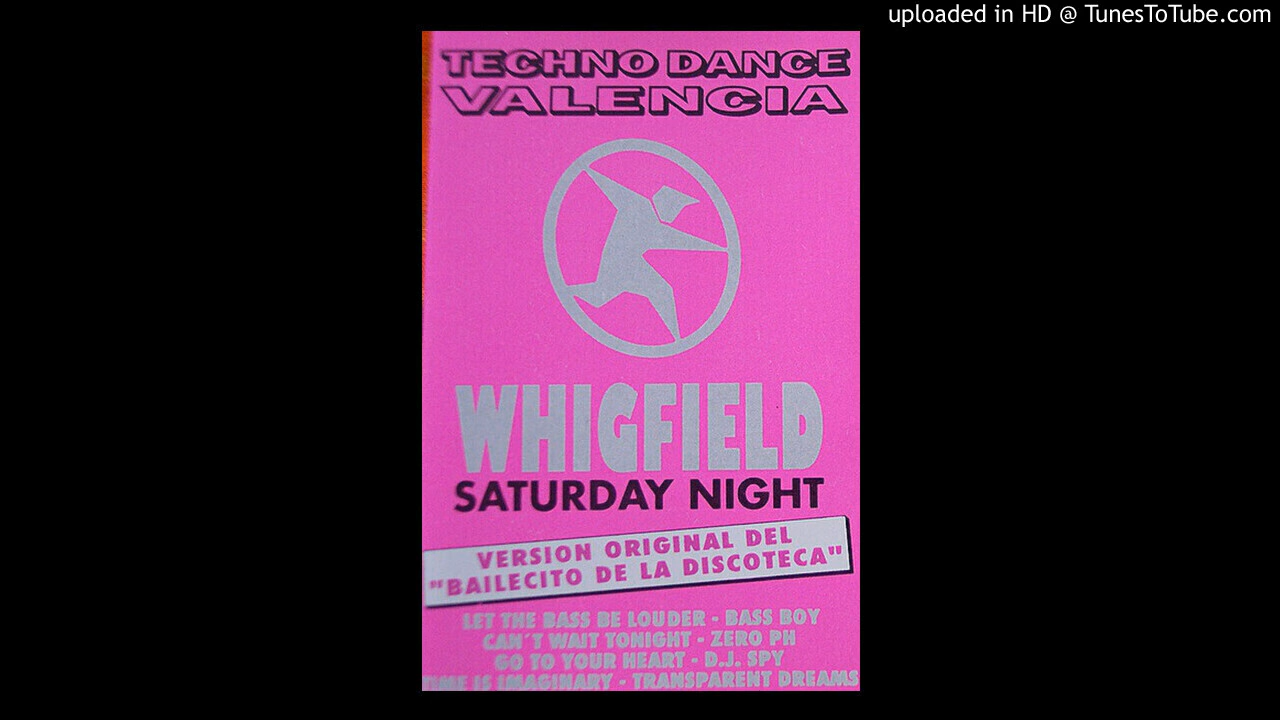 uploaded in HD @ TunesToTube.com
TECHNO DANCE
VALENCIA
WHIGFIELD
SATURDAY NIGHT
VERSION ORIGINAL DEL
"BAILECITO DE LA DISCOTECA"
LET THE BASS BE LOUDER - BASS BOY
CAN´T WAIT TONIGHT - ZERO PH
GO TO YOUR HEART - D.J. SPY
TIME IS IMAGINARY - TRANSPARENT DREAMS